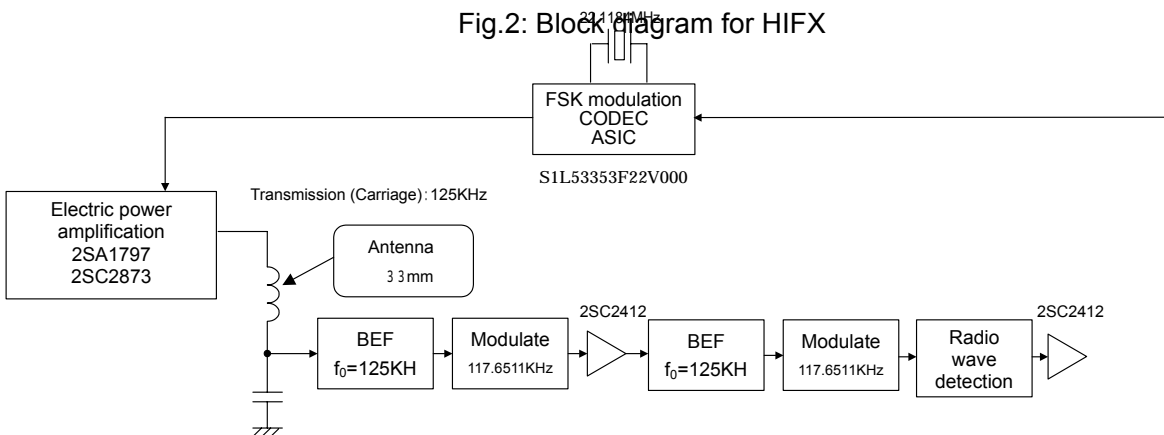 Fig.2: Block diagram for HIFX
22.1184MHz
FSK modulation
CODEC
ASIC
S1L53353F22V000
Transmission (Carriage): 125KHz
Electric power
amplification
2SA1797
2SC2873
Antenna
33mm
2SC2412
2SC2412
BEF
f₀=125KH
Modulate
117.6511KHz
BEF
f₀=125KH
Modulate
117.6511KHz
Radio
wave
detection